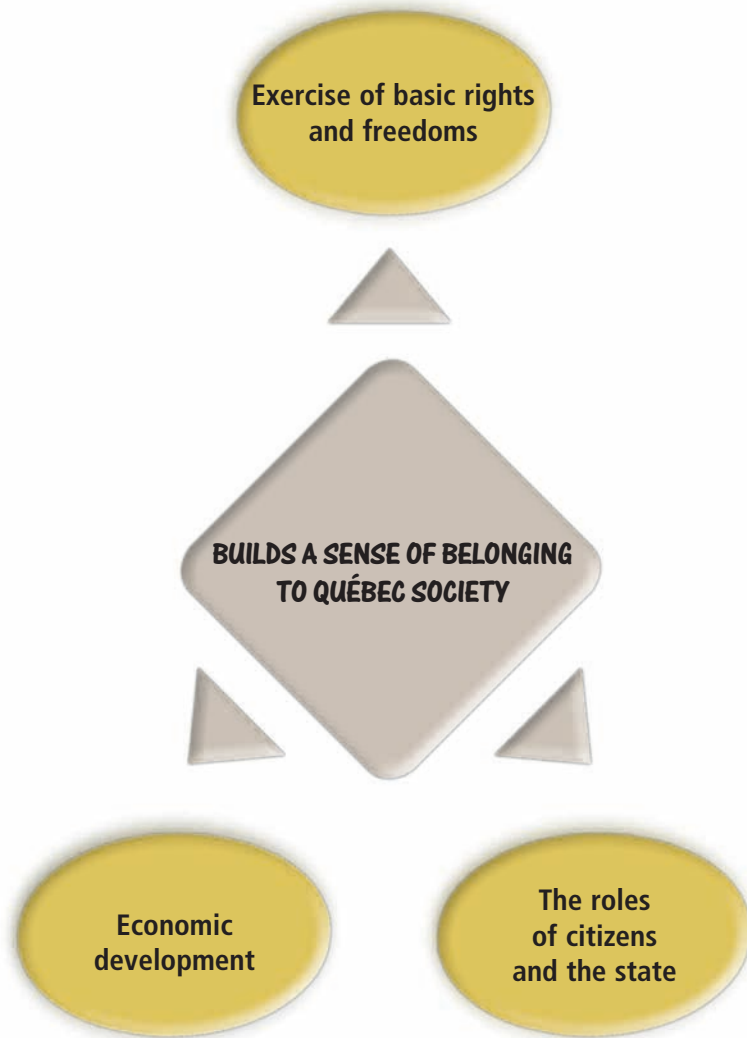 Exercise of basic rights
and freedoms
BUILDS A SENSE OF BELONGING
TO QUÉBEC SOCIETY
Economic
development
The roles
of citizens
and the state